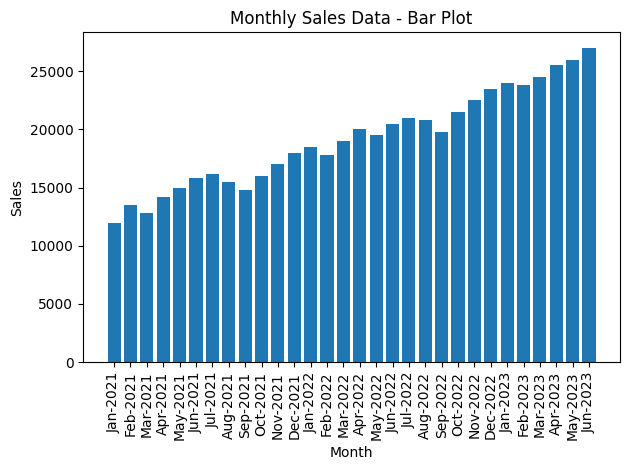 Monthly Sales Data - Bar Plot
Sales
25000
20000
15000
10000
5000
0
Jan-2021
Feb-2021
Mar-2021
Apr-2021
May-2021
Jun-2021
Jul-2021
Aug-2021
Sep-2021
Oct-2021
Nov-2021
Dec-2021
Jan-2022
Feb-2022
Mar-2022
Apr-2022
May-2022
Jun-2022
Jul-2022
Aug-2022
Sep-2022
Oct-2022
Nov-2022
Dec-2022
Jan-2023
Feb-2023
Mar-2023
Apr-2023
May-2023
Jun-2023
Month